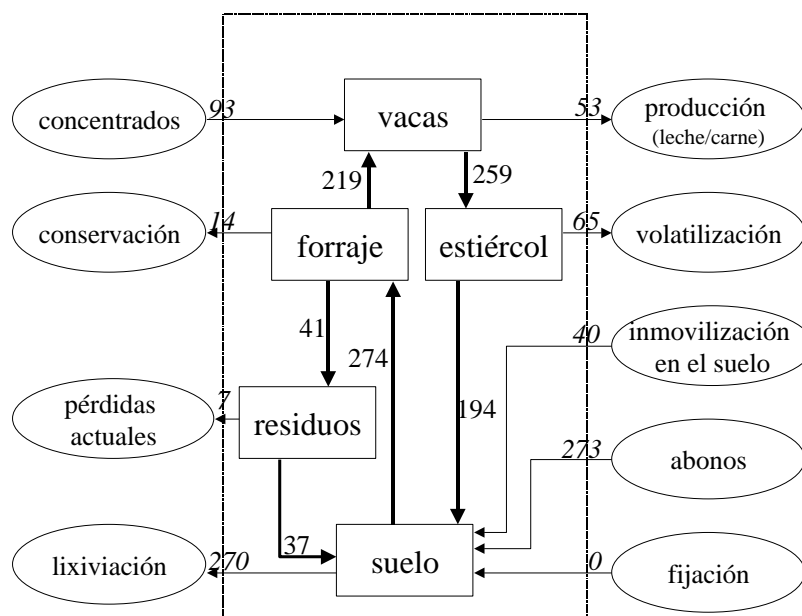 concentrados
93
vacas
53
producción
(leche/carne)
219
259
conservación
14
forraje
estiércol
65
volatilización
41
274
40
inmovilización
en el suelo
pérdidas
actuales
7
residuos
194
273
abonos
37
lixiviación
270
suelo
0
fijación